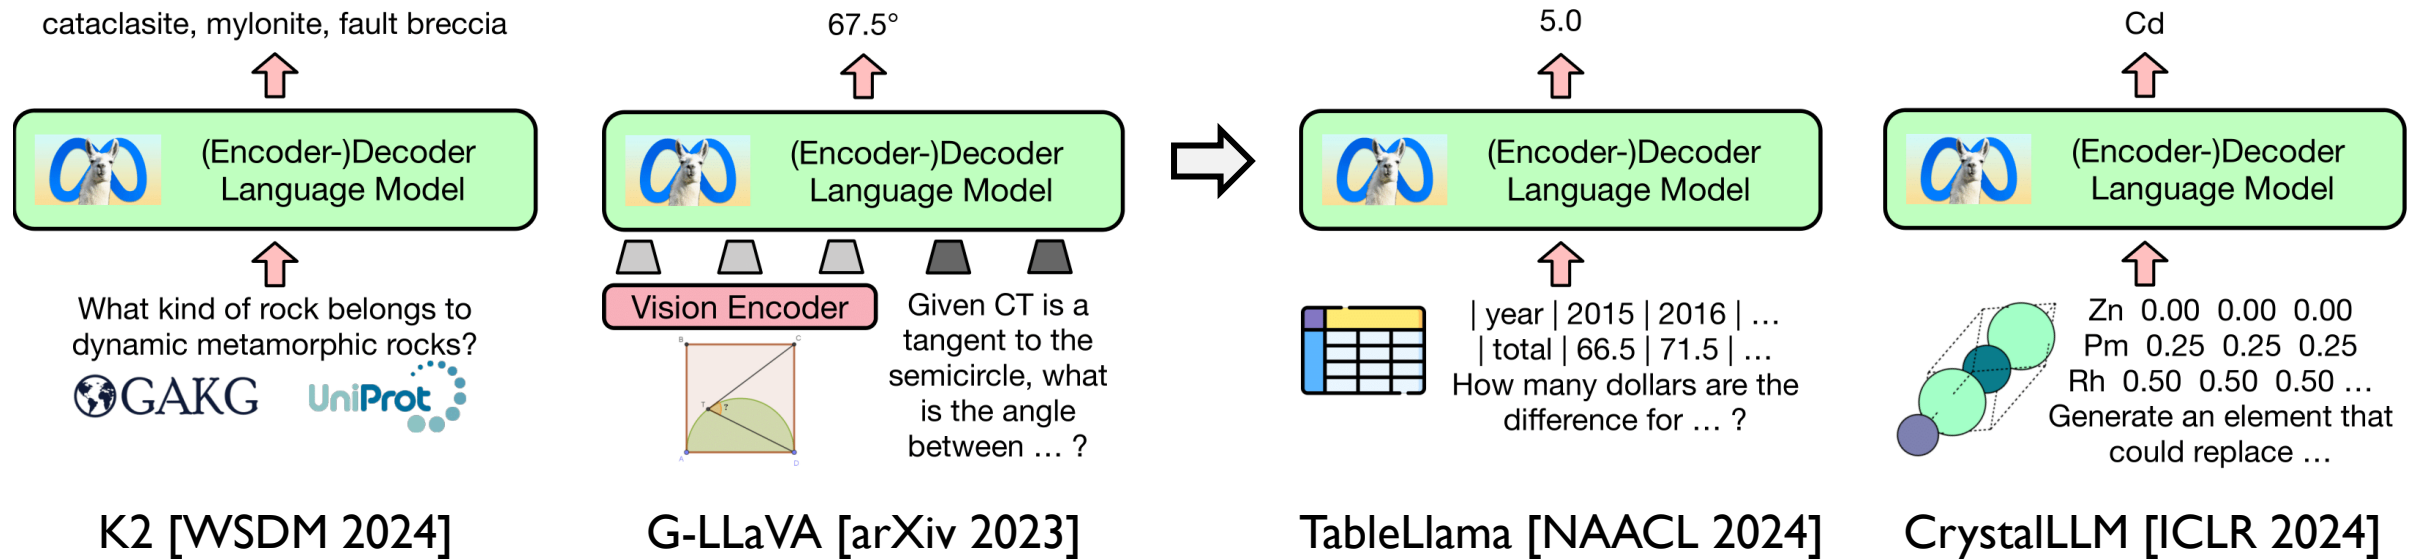 cataclasite, mylonite, fault breccia
(Encoder-)Decoder
Language Model
What kind of rock belongs to
dynamic metamorphic rocks?
GAKG
UniProt
K2 [WSDM 2024]
67.5°
(Encoder-)Decoder
Language Model
Vision Encoder
B
C
T
?
A
D
Given CT is a
tangent to the
semicircle, what
is the angle
between … ?
G-LLaVA [arXiv 2023]
5.0
(Encoder-)Decoder
Language Model
| year | 2015 | 2016 | …
| total | 66.5 | 71.5 | …
How many dollars are the
difference for … ?
TableLlama [NAACL 2024]
Cd
(Encoder-)Decoder
Language Model
Zn 0.00 0.00 0.00
Pm 0.25 0.25 0.25
Rh 0.50 0.50 0.50 …
Generate an element that
could replace …
CrystalLLM [ICLR 2024]